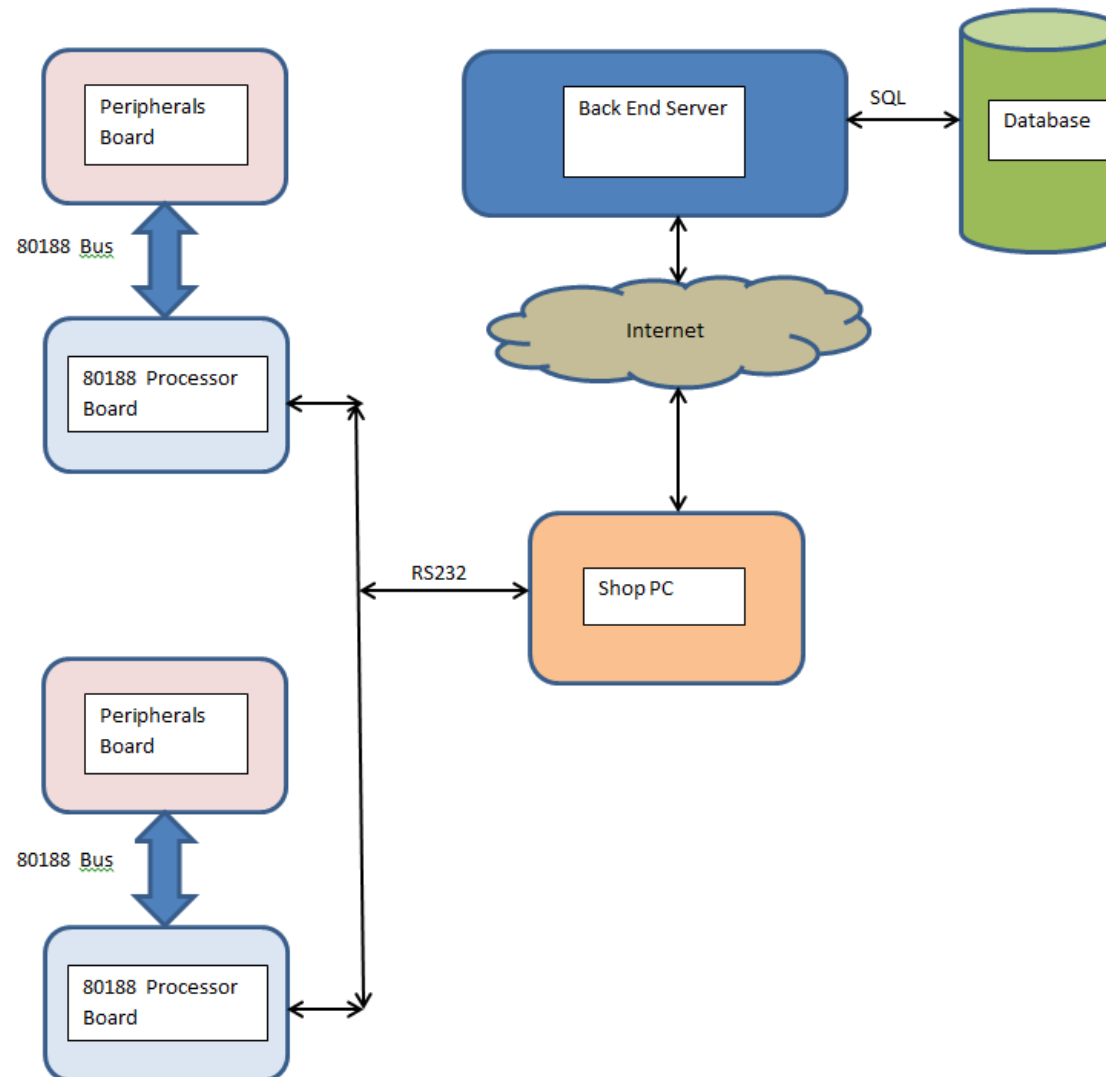 Peripherals
Board
80188 Bus
80188 Processor
Board
Back End Server
SQL
Database
Internet
RS232
Shop PC
Peripherals
Board
80188 Bus
80188 Processor
Board